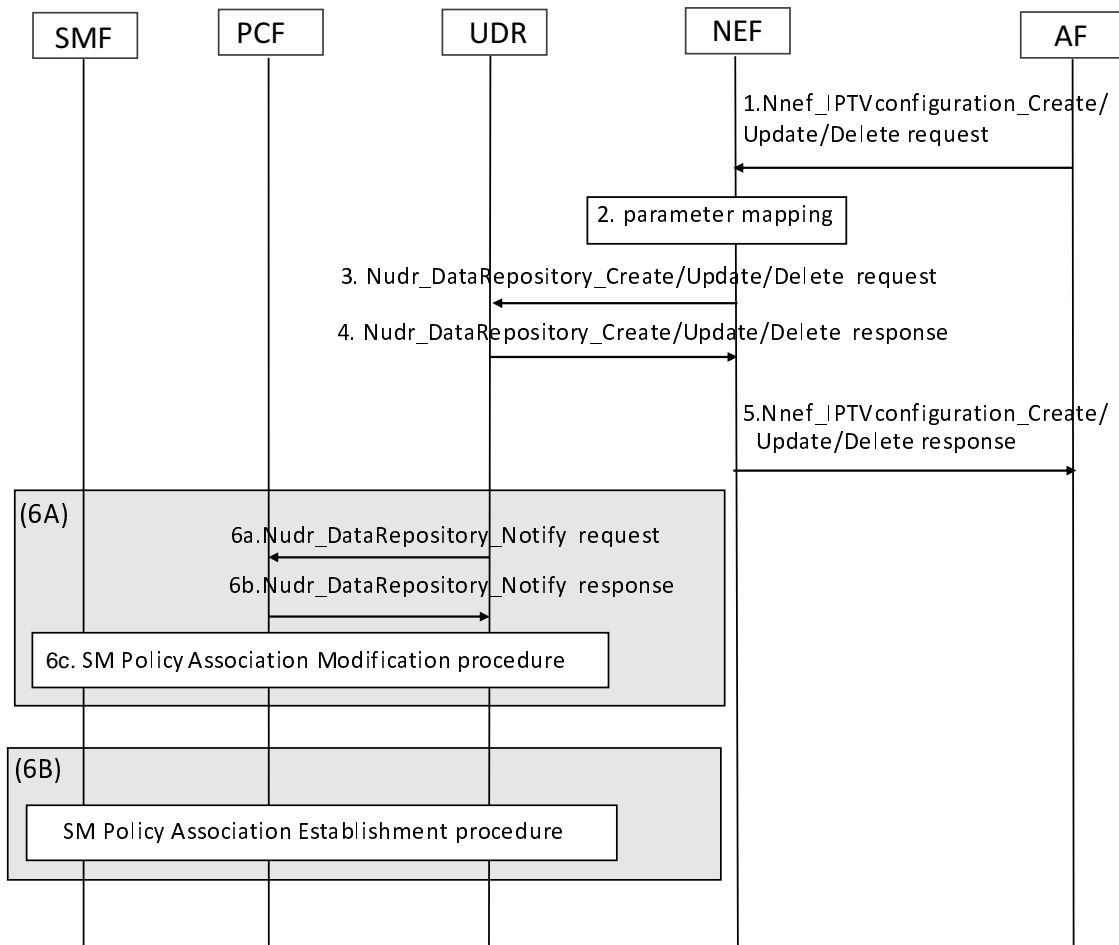 SMF
PCF
UDR
NEF
AF
1.Nnef_IPTVconfiguration_Create/
Update/Delete request
2. parameter mapping
3. Nudr_DataRepository_Create/Update/Delete request
4. Nudr_DataRepository_Create/Update/Delete response
5.Nnef_IPTVconfiguration_Create/
Update/Delete response
(6A)
6a.Nudr_DataRepository_Notify request
6b.Nudr_DataRepository_Notify response
6c. SM Policy Association Modification procedure
(6B)
SM Policy Association Establishment procedure